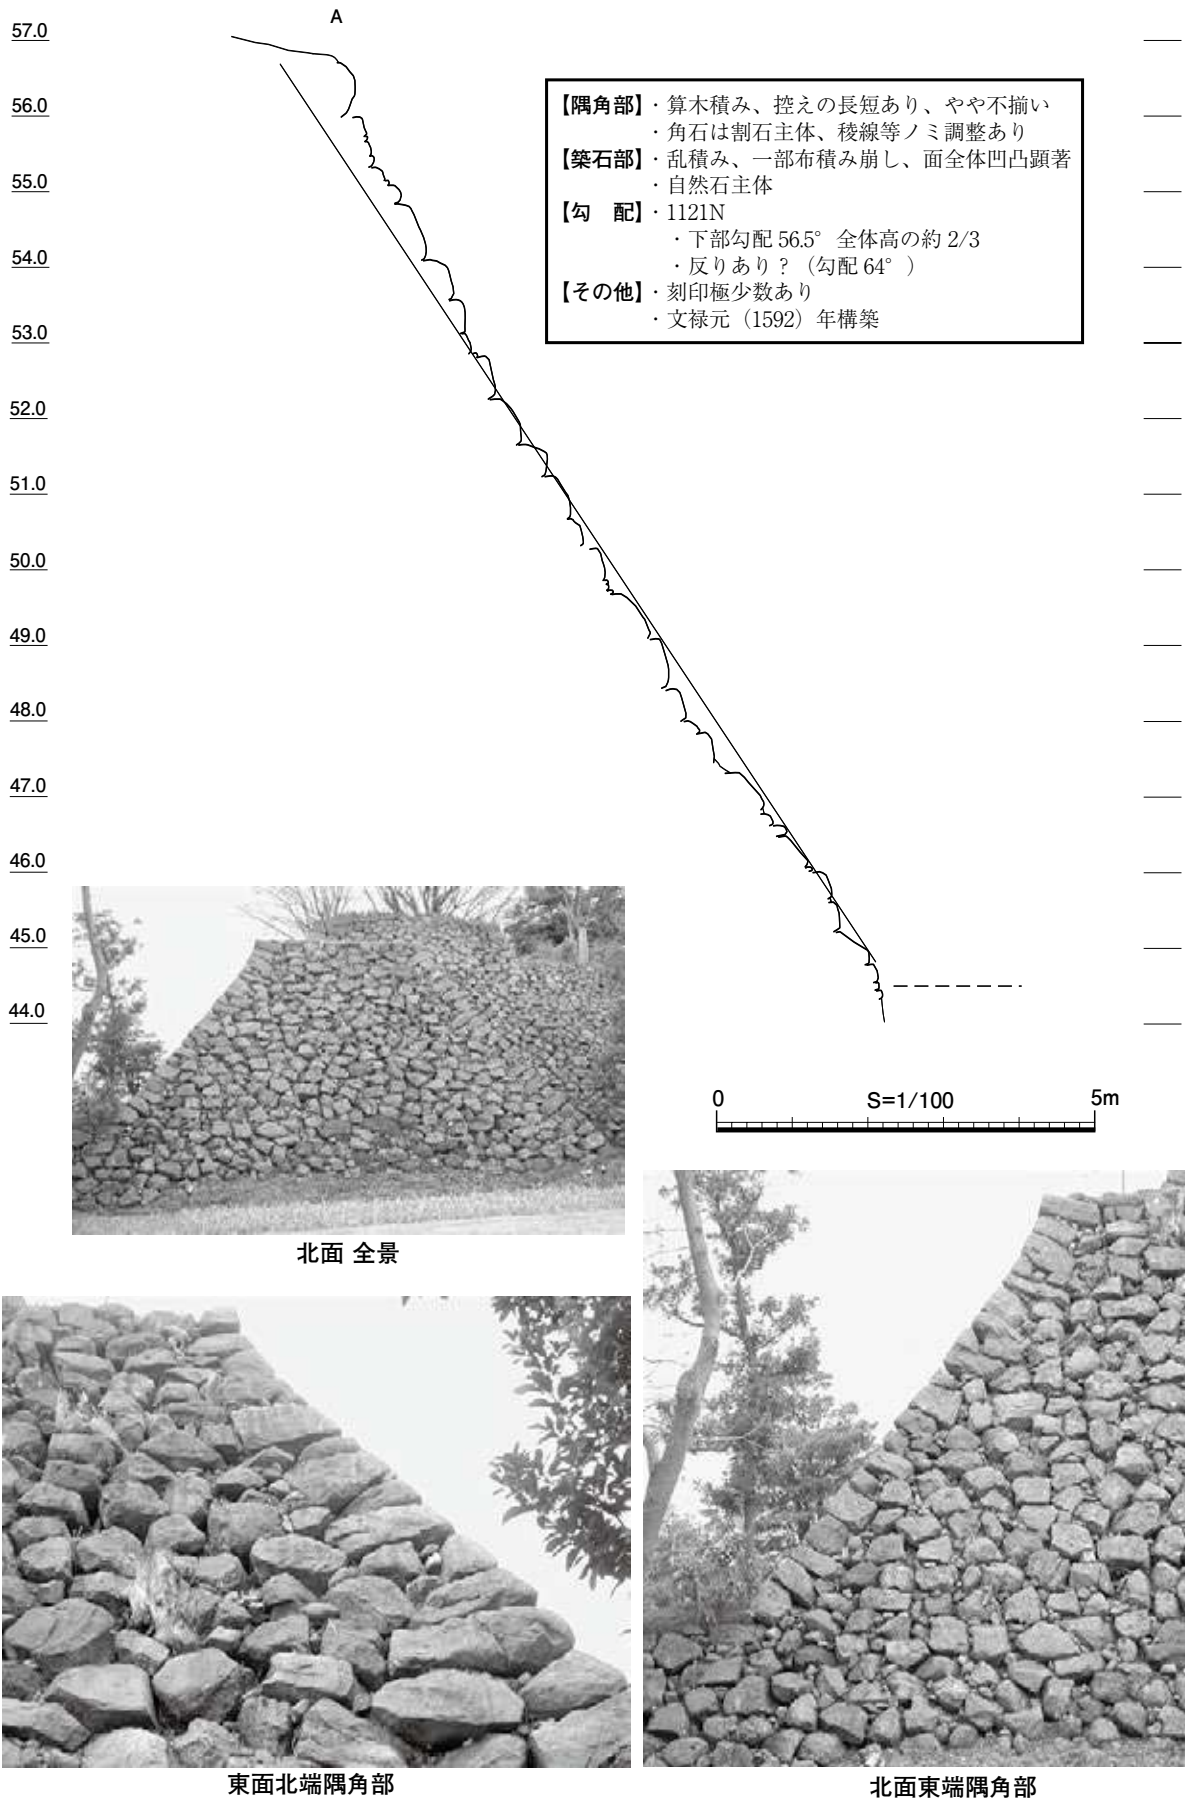 A
57.0
56.0
55.0
54.0
53.0
52.0
51.0
50.0
49.0
48.0
47.0
46.0
45.0
44.0
【隅角部】・算木積み、控えの長短あり、やや不揃い
・角石は割石主体、稜線等ノミ調整あり
【築石部】・乱積み、一部布積み崩し、面全体凹凸顕著
・自然石主体
【勾　配】・1121N
・下部勾配 56.5°全体高の約 2/3
・反りあり？（勾配 64°）
【その他】・刻印極少数あり
・文禄元（1592）年構築
0 S=1/100 5m
北面 全景
東面北端隅角部
北面東端隅角部